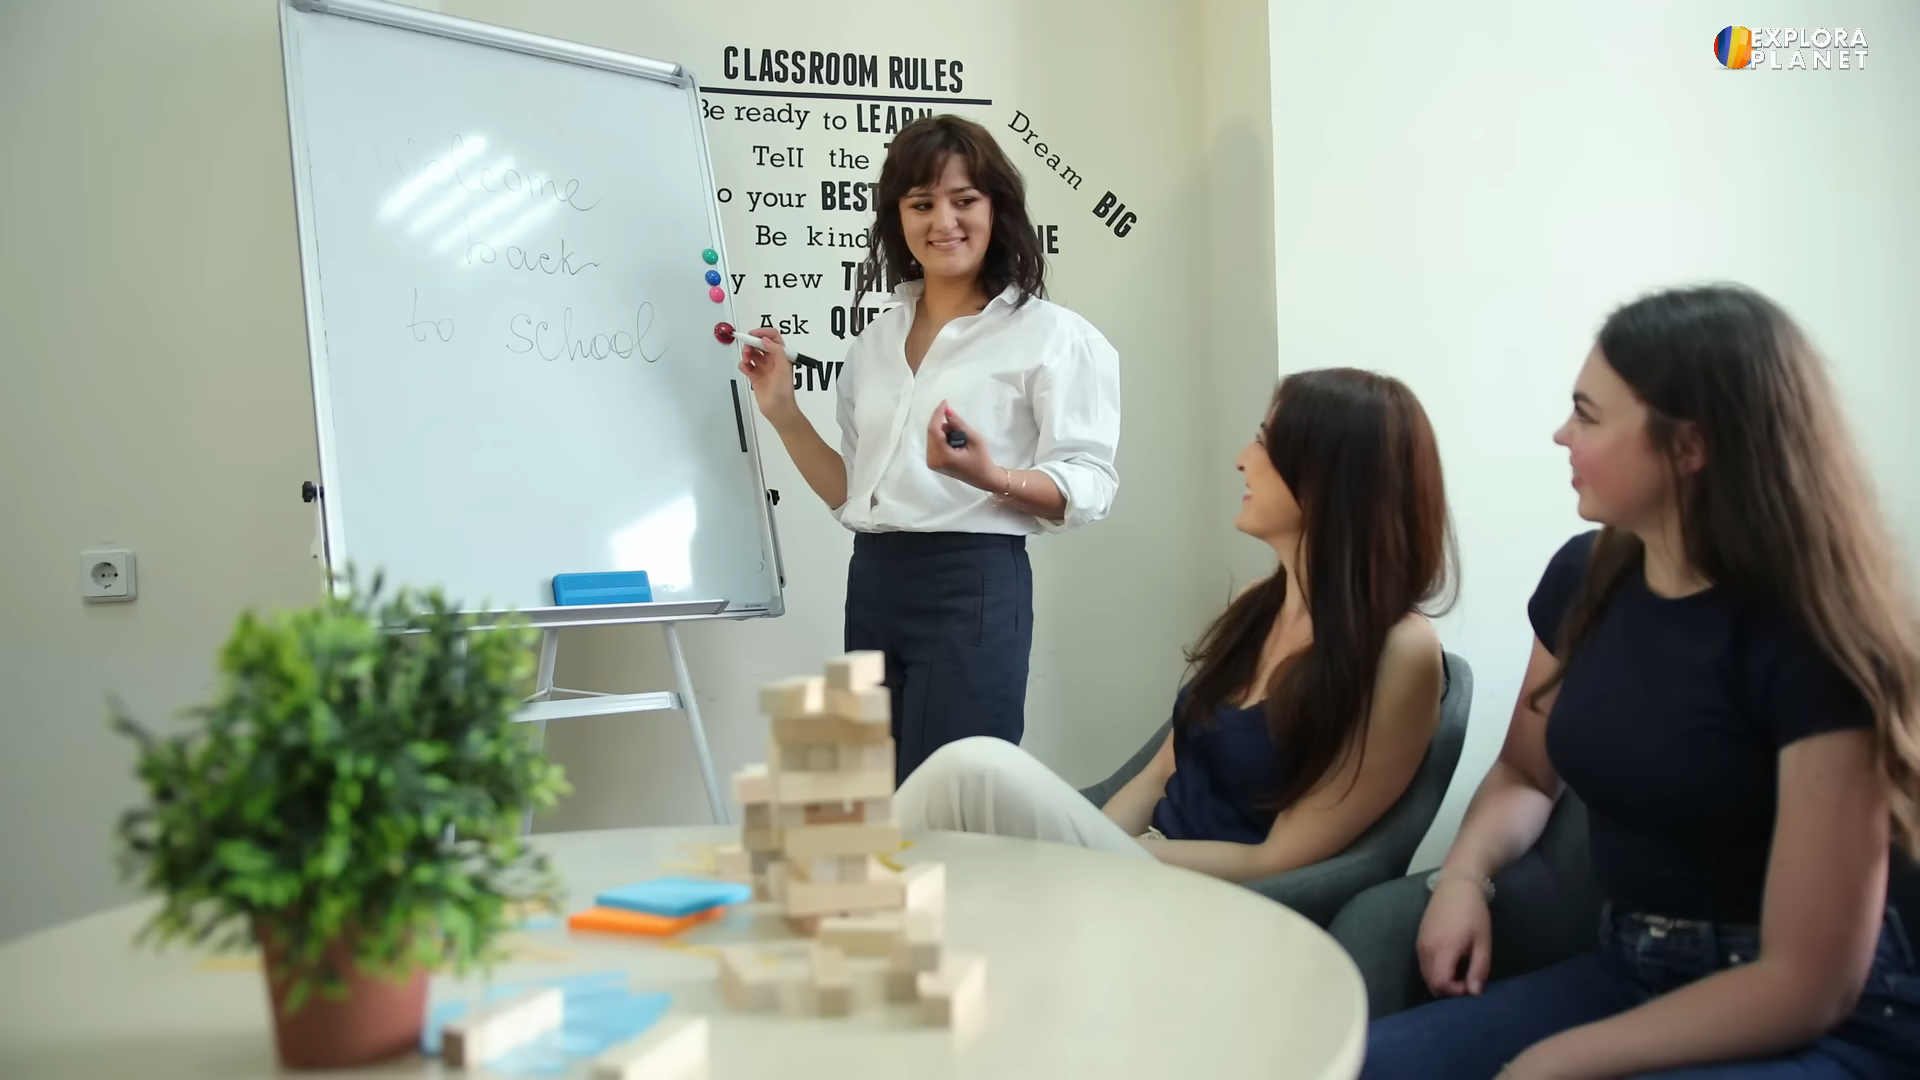 EXPLORA
PLANET
CLASSROOM RULES
Be ready to LEARN
Tell the
Dream BIG
your BEST
Be kind
new
Ask
Welcome
back
to school